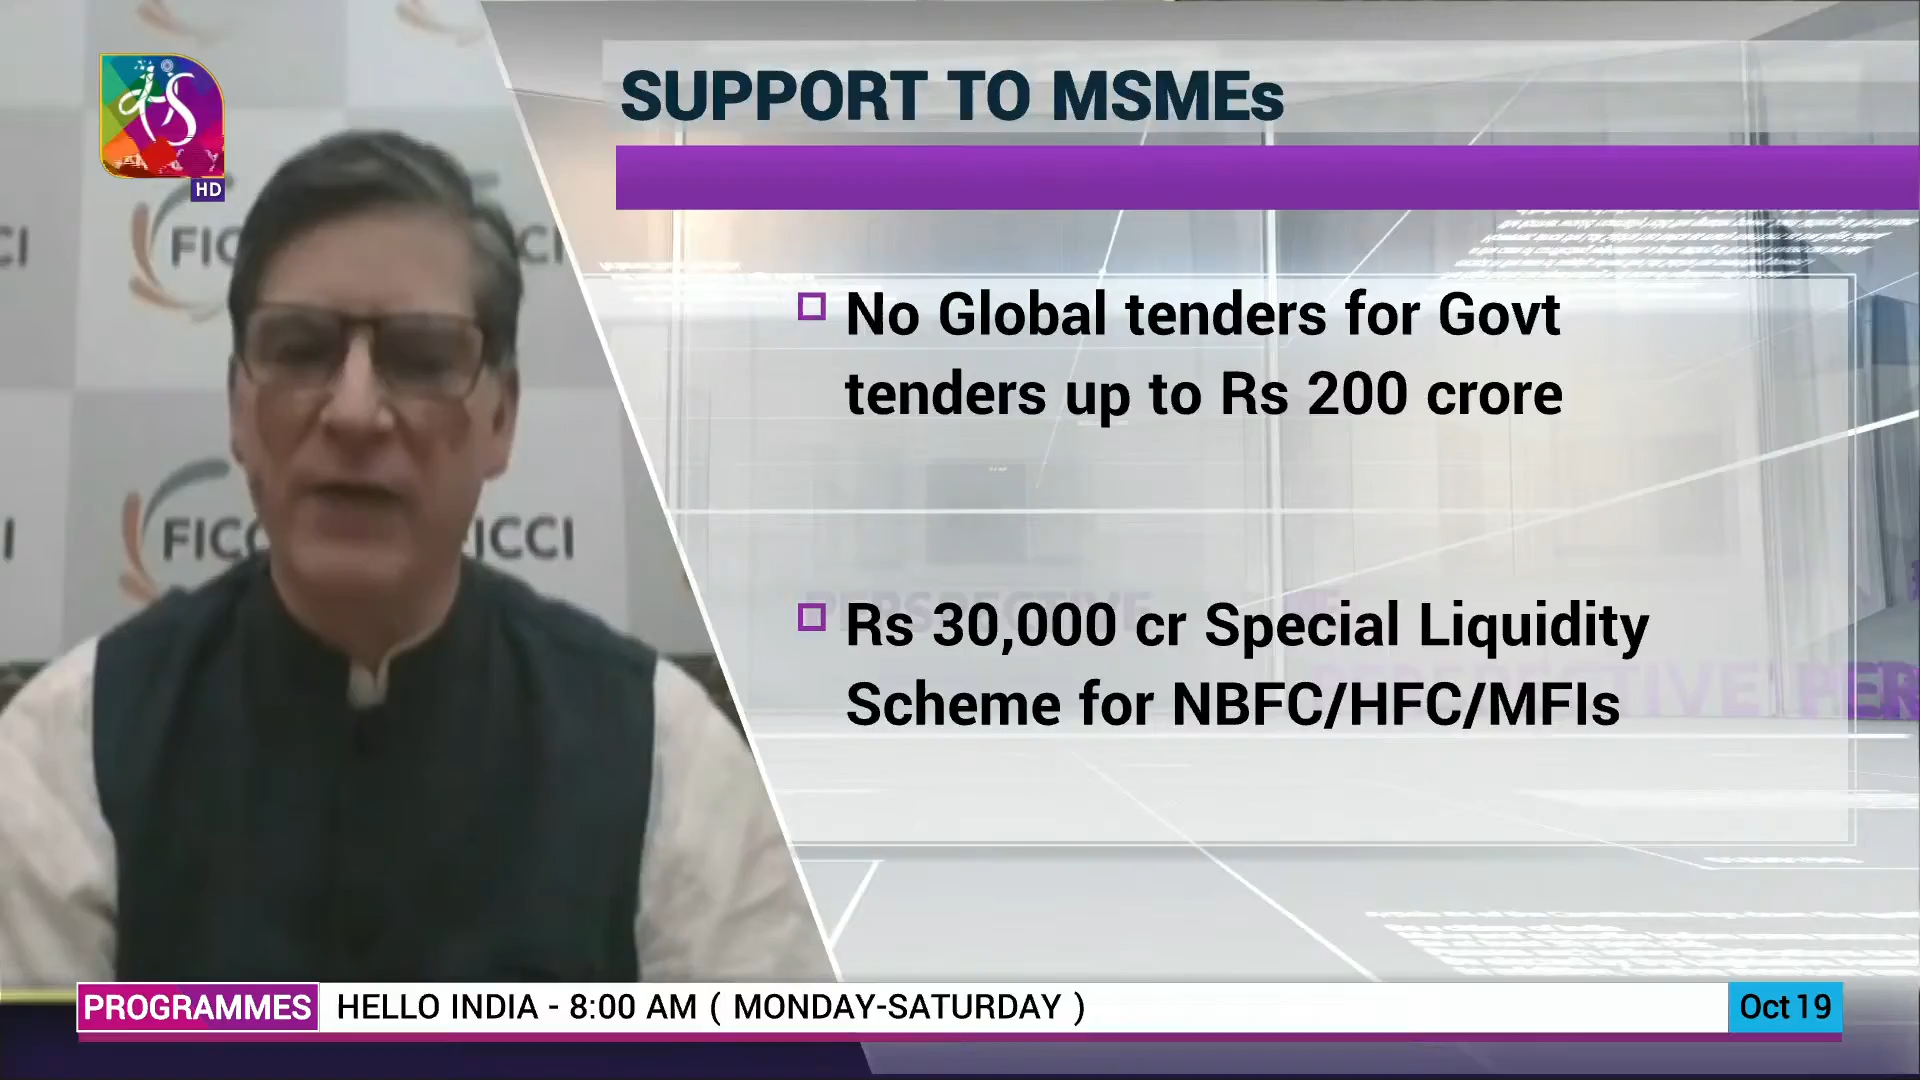 SUPPORT TO MSMEs
HD
FICCI
No Global tenders for Govt
tenders up to Rs 200 crore
Rs 30,000 cr Special Liquidity
Scheme for NBFC/HFC/MFIs
PROGRAMMES
HELLO INDIA - 8:00 AM ( MONDAY-SATURDAY )
Oct 19